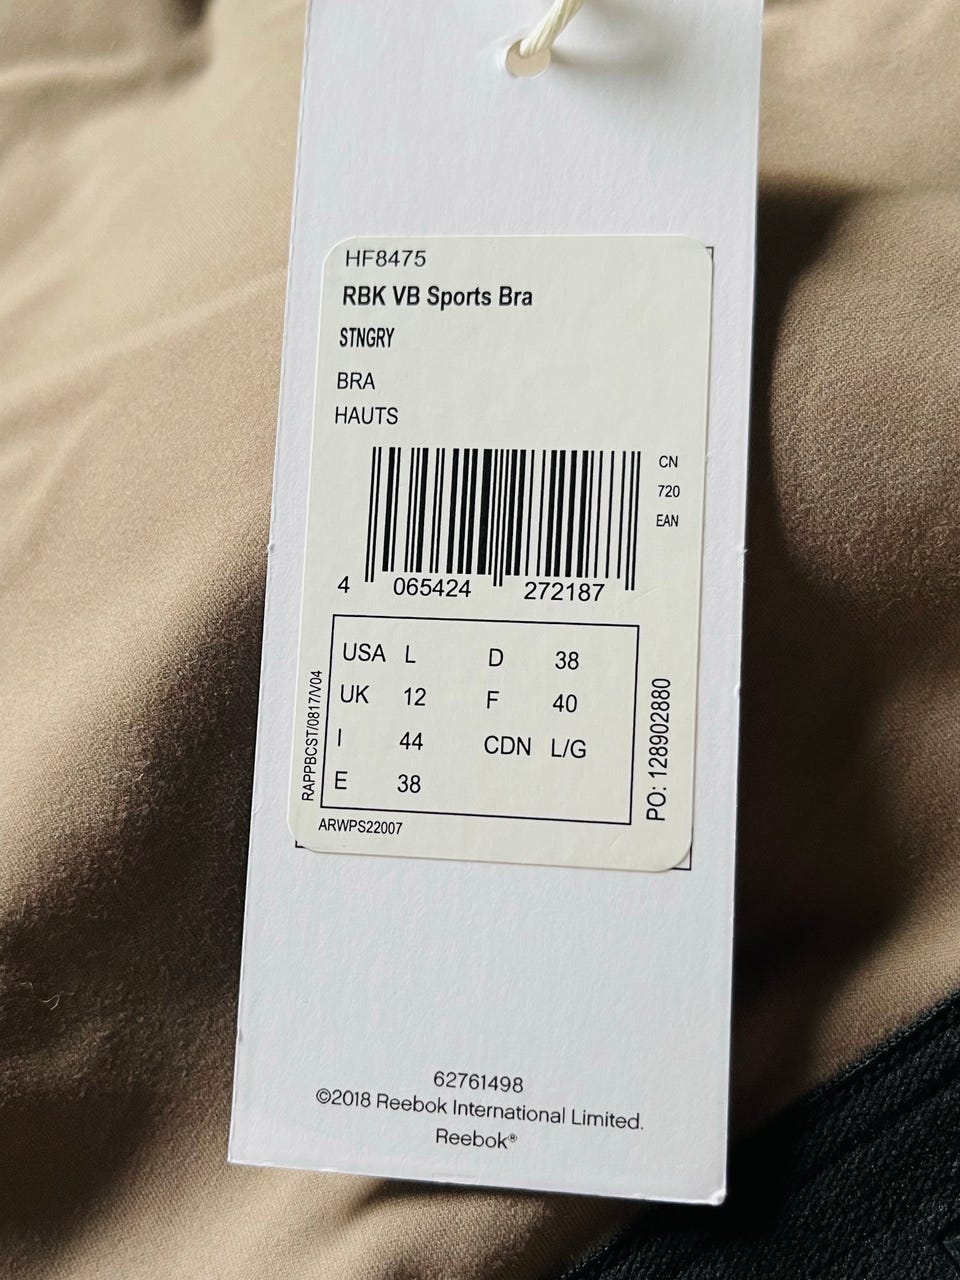 HF8475
RBK VB Sports Bra
STNGRY
BRA
HAUTS
CN
720
EAN
4 065424 272187
USA L D 38
UK 12 F 40
I 44 CDN L/G
E 38
RAPPBCST/0817/V04
PO: 128902880
ARWPS22007
62761498
©2018 Reebok International Limited.
Reebok®